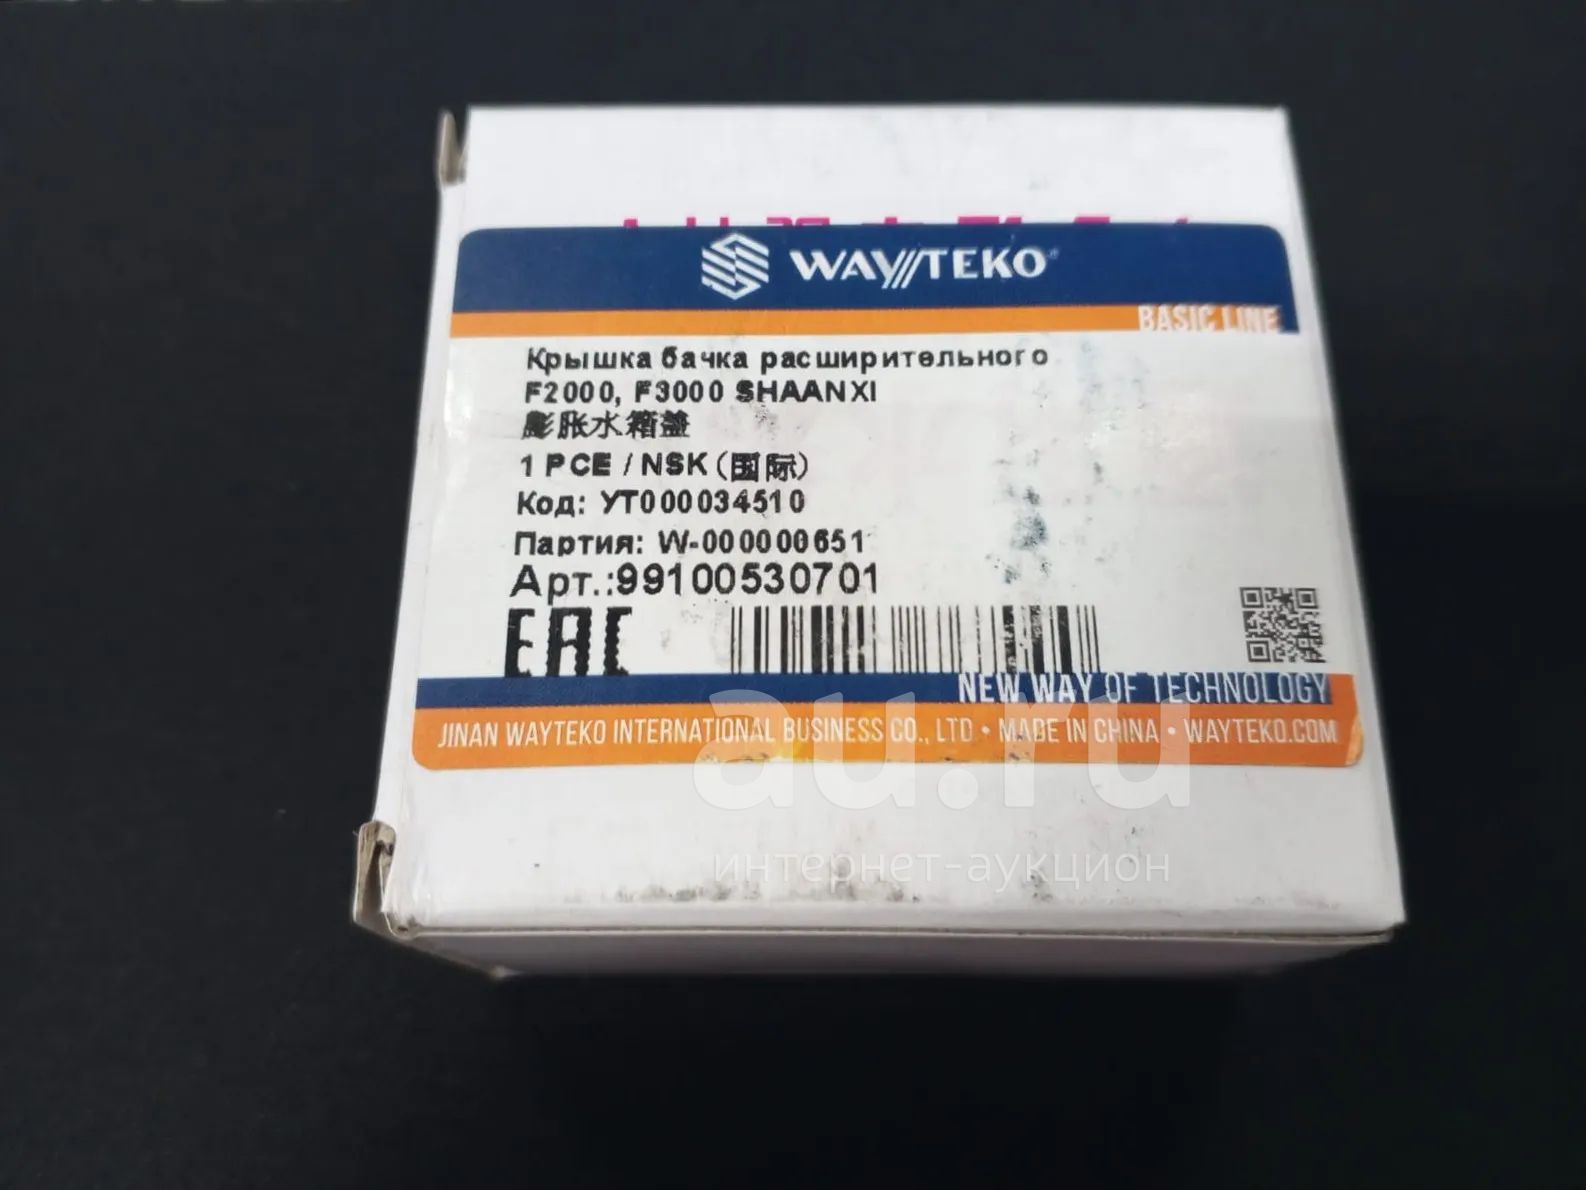 WAYTEKO
BASIC LINE
Крышка бачка расширительного
F2000, F3000 SHAANXI
膨胀水箱盖
1 PCE / NSK (国际)
Код: УТ000034510
Партия: W-000000651
Арт.:99100530701
EAC
NEW WAY OF TECHNOLOGY
JINAN WAYTEKO INTERNATIONAL BUSINESS CO., LTD • MADE IN CHINA • WAYTEKO.COM
au.ru
интернет-аукцион